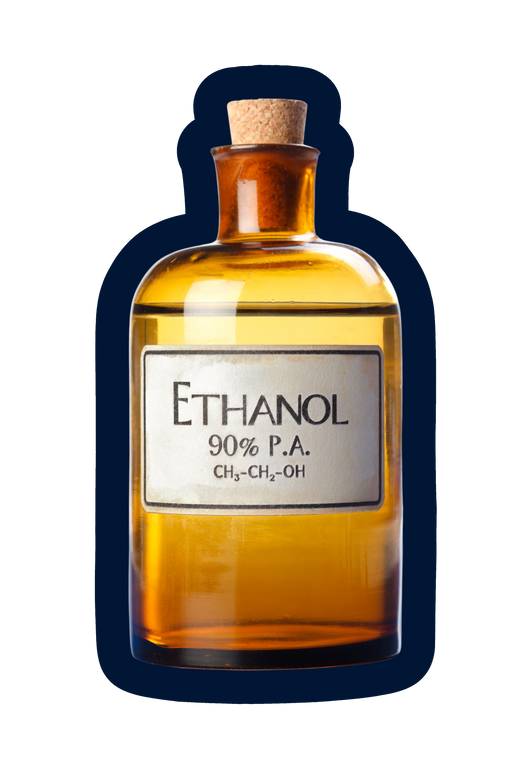 ETHANOL
90% P.A.
CH₃-CH₂-OH